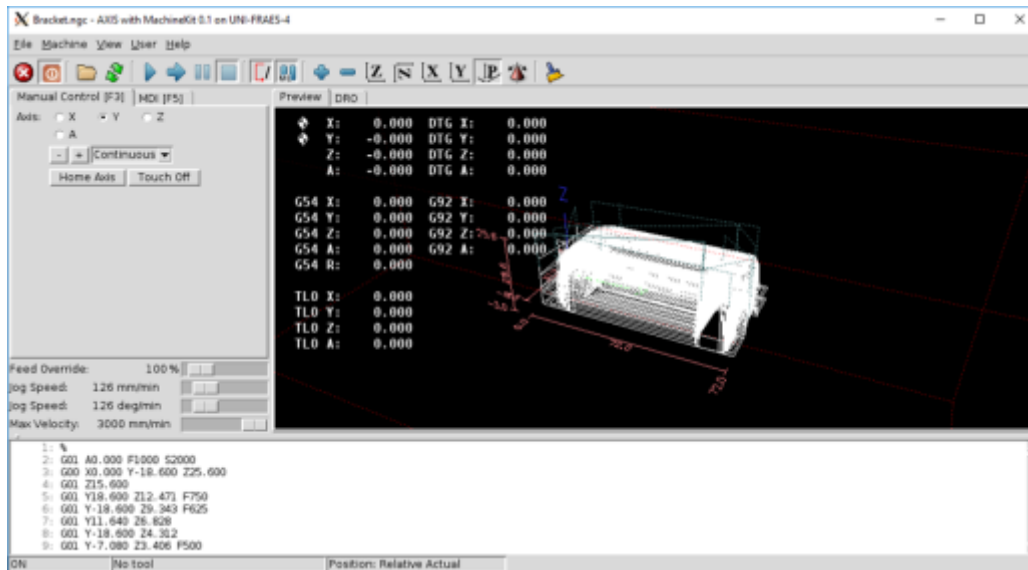 Bracket.ngc - AXIS with MachineKit 0.1 on UNI-FRAES-4
File Machine View User Help
Z N X Y P
Manual Control [F3] MDI [F5]
Preview DRO
Axis: X Y Z
A
- + Continuous
Home Axis Touch Off
X: 0.000 DTG X: 0.000
Y: -0.000 DTG Y: 0.000
Z: -0.000 DTG Z: 0.000
A: -0.000 DTG A: 0.000
G54 X: 0.000 G92 X: 0.000
G54 Y: 0.000 G92 Y: 0.000
G54 Z: 0.000 G92 Z: 0.000
G54 A: 0.000 G92 A: 0.000
G54 R: 0.000
TLO X: 0.000
TLO Y: 0.000
TLO Z: 0.000
TLO A: 0.000
Z
Feed Override: 100 %
Jog Speed: 126 mm/min
Jog Speed: 126 deg/min
Max Velocity: 3000 mm/min
1: %
2: G01 A0.000 F1000 S2000
3: G00 X0.000 Y-18.600 Z25.600
4: G01 Z15.600
5: G01 Y18.600 Z12.471 F750
6: G01 Y-18.600 Z9.343 F625
7: G01 Y11.640 Z6.828
8: G01 Y-18.600 Z4.312
9: G01 Y-7.080 Z3.406 F500
ON No tool Position: Relative Actual